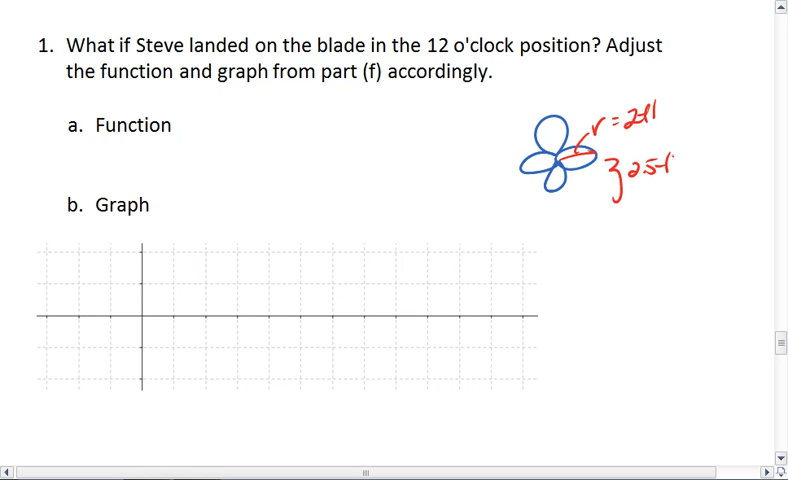 1. What if Steve landed on the blade in the 12 o'clock position? Adjust
the function and graph from part (f) accordingly.
a. Function
b. Graph
r =